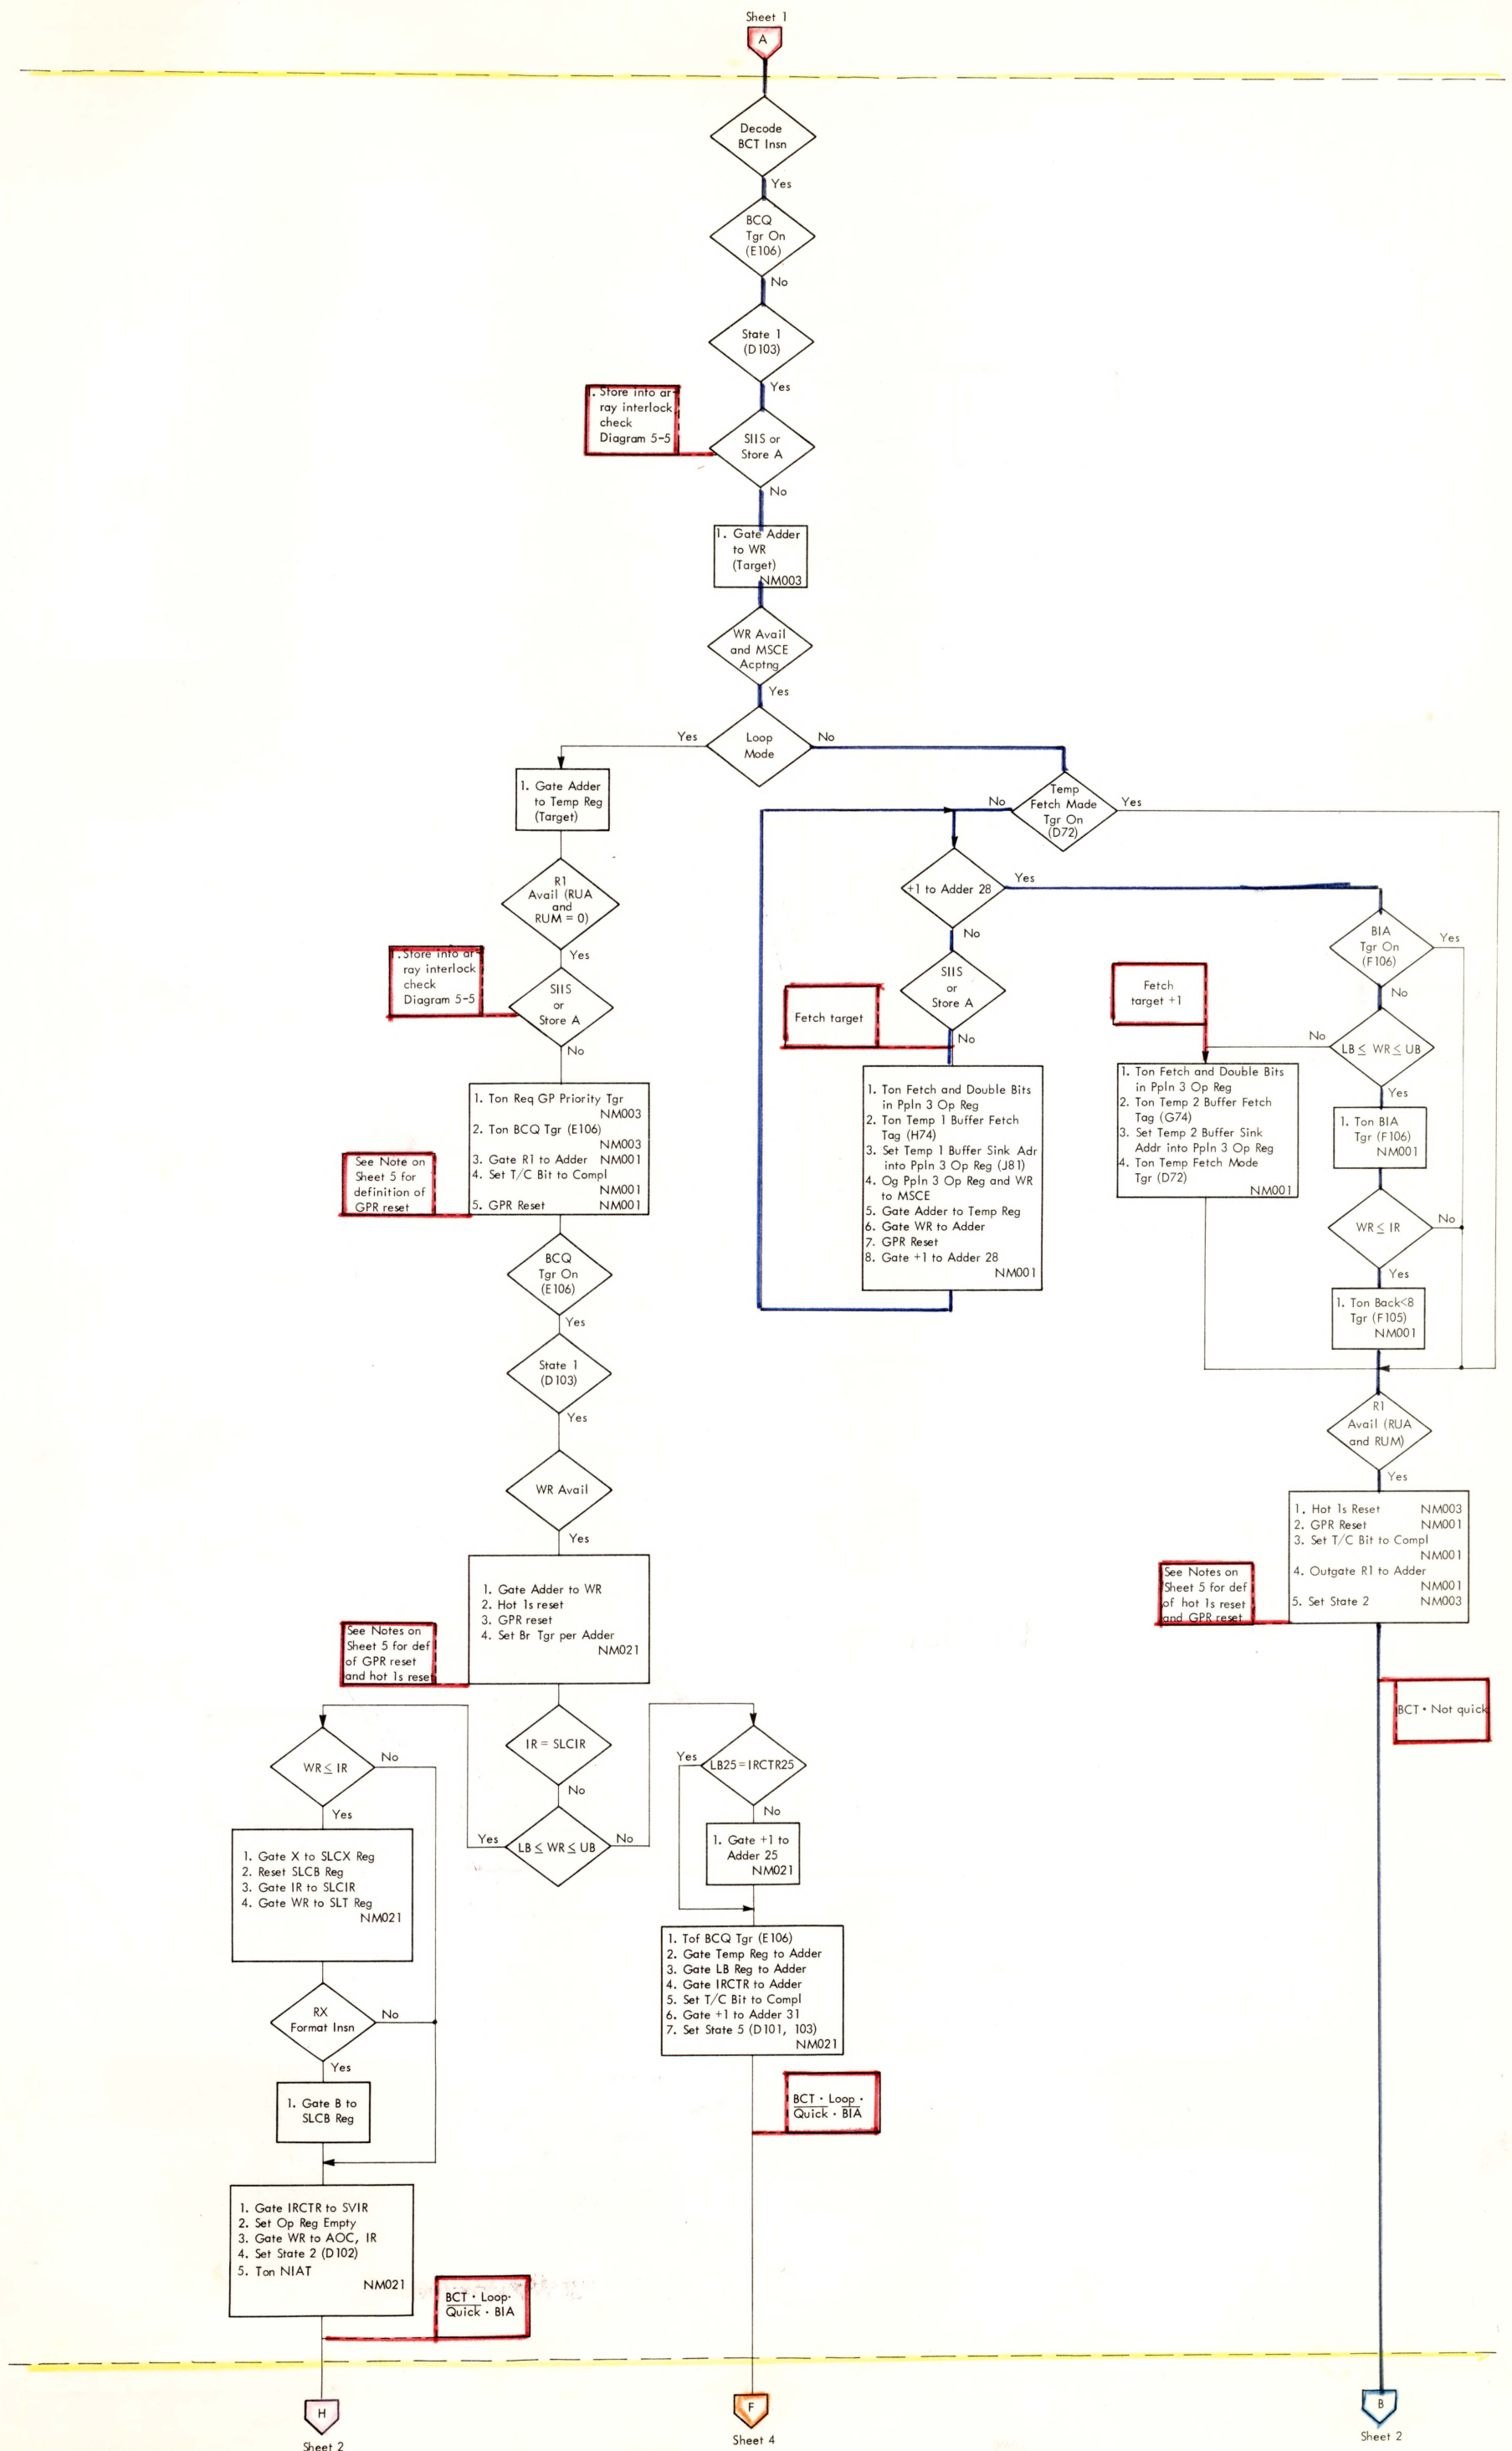 Sheet 1
A
Decode
BCT Insn
Yes
BCQ
Tgr On
(E106)
No
State 1
(D103)
Yes
1. Store into ar-
ray interlock
check
Diagram 5-5
SIIS or
Store A
No
1. Gate Adder
to WR
(Target)
NM003
WR Avail
and MSCE
Acptng
Yes
Loop
Mode
Yes
No
1. Gate Adder
to Temp Reg
(Target)
R1
Avail (RUA
and
RUM = 0)
Yes
1. Store into ar-
ray interlock
check
Diagram 5-5
SIIS
or
Store A
No
1. Ton Req GP Priority Tgr
NM003
2. Ton BCQ Tgr (E106)
NM003
3. Gate R1 to Adder NM001
4. Set T/C Bit to Compl
NM001
5. GPR Reset NM001
See Note on
Sheet 5 for
definition of
GPR reset
BCQ
Tgr On
(E106)
Yes
State 1
(D103)
Yes
WR Avail
Yes
1. Gate Adder to WR
2. Hot 1s reset
3. GPR reset
4. Set Br Tgr per Adder
NM021
See Notes on
Sheet 5 for def
of GPR reset
and hot 1s reset
IR = SLCIR
No
LB ≤ WR ≤ UB
Yes
No
WR ≤ IR
No
Yes
1. Gate X to SLCX Reg
2. Reset SLCB Reg
3. Gate IR to SLCIR
4. Gate WR to SLT Reg
NM021
RX
Format Insn
No
Yes
1. Gate B to
SLCB Reg
1. Gate IRCTR to SVIR
2. Set Op Reg Empty
3. Gate WR to AOC, IR
4. Set State 2 (D102)
5. Ton NIAT
NM021
BCT · Loop·
Quick · BIA
H
Sheet 2
LB25=IRCTR25
Yes
No
1. Gate +1 to
Adder 25
NM021
1. Tof BCQ Tgr (E106)
2. Gate Temp Reg to Adder
3. Gate LB Reg to Adder
4. Gate IRCTR to Adder
5. Set T/C Bit to Compl
6. Gate +1 to Adder 31
7. Set State 5 (D101, 103)
NM021
BCT · Loop ·
Quick · BIA
F
Sheet 4
Temp
Fetch Made
Tgr On
(D72)
No
Yes
+1 to Adder 28
Yes
No
SIIS
or
Store A
No
Fetch target
1. Ton Fetch and Double Bits
in Ppln 3 Op Reg
2. Ton Temp 1 Buffer Fetch
Tag (H74)
3. Set Temp 1 Buffer Sink Adr
into Ppln 3 Op Reg (J81)
4. Og Ppln 3 Op Reg and WR
to MSCE
5. Gate Adder to Temp Reg
6. Gate WR to Adder
7. GPR Reset
8. Gate +1 to Adder 28
NM001
BIA
Tgr On
(F106)
Yes
No
Fetch
target +1
LB ≤ WR ≤ UB
No
Yes
1. Ton Fetch and Double Bits
in Ppln 3 Op Reg
2. Ton Temp 2 Buffer Fetch
Tag (G74)
3. Set Temp 2 Buffer Sink
Addr into Ppln 3 Op Reg
4. Ton Temp Fetch Mode
Tgr (D72)
NM001
1. Ton BIA
Tgr (F106)
NM001
WR ≤ IR
No
Yes
1. Ton Back<8
Tgr (F105)
NM001
R1
Avail (RUA
and RUM)
Yes
1. Hot 1s Reset NM003
2. GPR Reset NM001
3. Set T/C Bit to Compl
NM001
4. Outgate R1 to Adder
NM001
5. Set State 2 NM003
See Notes on
Sheet 5 for def
of hot 1s reset
and GPR reset
BCT · Not quick
B
Sheet 2